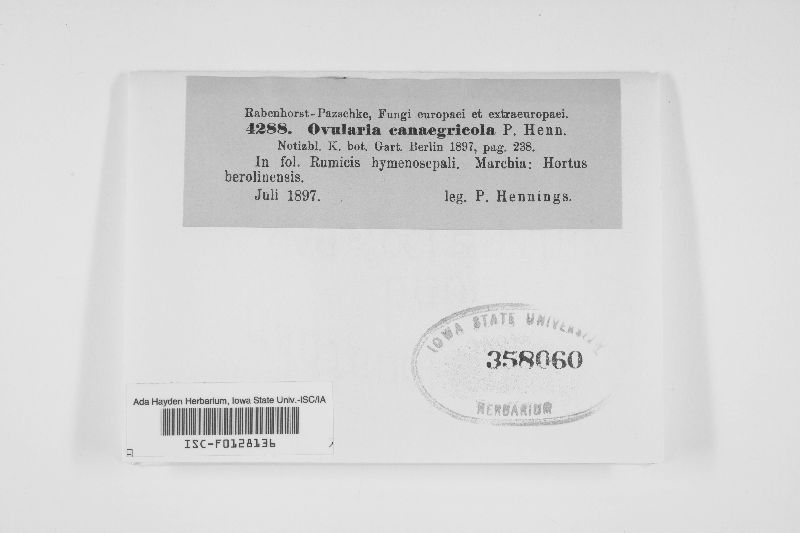 Rabenhorst-Pazschke, Fungi europaei et extraeuropaei.
4288. Ovularia canaegricola P. Henn.
Notizbl. K. bot. Gart. Berlin 1897, pag. 238.
In fol. Rumicis hymenosepali. Marchia: Hortus
berolinensis.
Juli 1897. leg. P. Hennings.
IOWA STATE UNIVERSITY
358060
HERBARIUM
Ada Hayden Herbarium, Iowa State Univ.-ISC/IA
ISC-F0128136